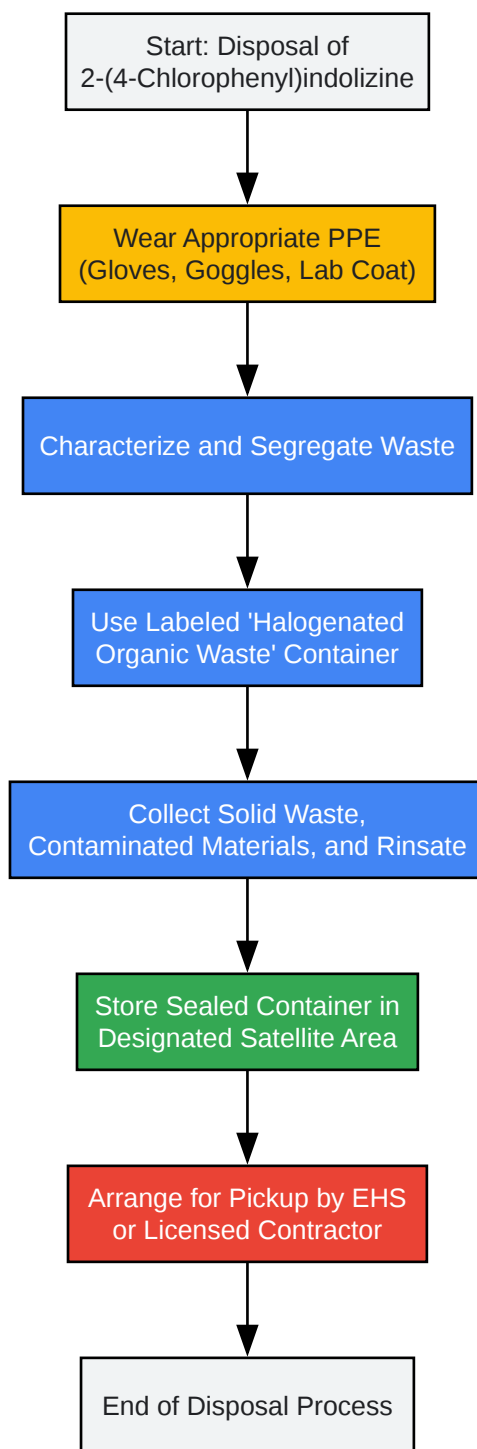 Start: Disposal of
2-(4-Chlorophenyl)indolizine
Wear Appropriate PPE
(Gloves, Goggles, Lab Coat)
Characterize and Segregate Waste
Use Labeled 'Halogenated
Organic Waste' Container
Collect Solid Waste,
Contaminated Materials, and Rinsate
Store Sealed Container in
Designated Satellite Area
Arrange for Pickup by EHS
or Licensed Contractor
End of Disposal Process